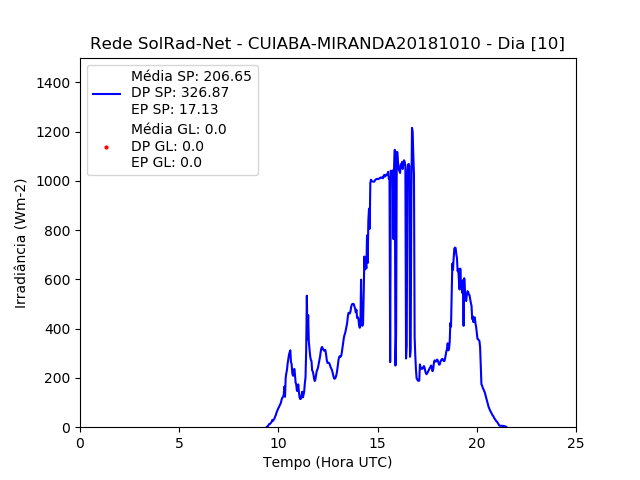 Rede SolRad-Net - CUIABA-MIRANDA20181010 - Dia [10]
Média SP: 206.65
DP SP: 326.87
EP SP: 17.13
Média GL: 0.0
DP GL: 0.0
EP GL: 0.0
Irradiância (Wm-2)
1400
1200
1000
800
600
400
200
0
0 5 10 15 20 25
Tempo (Hora UTC)